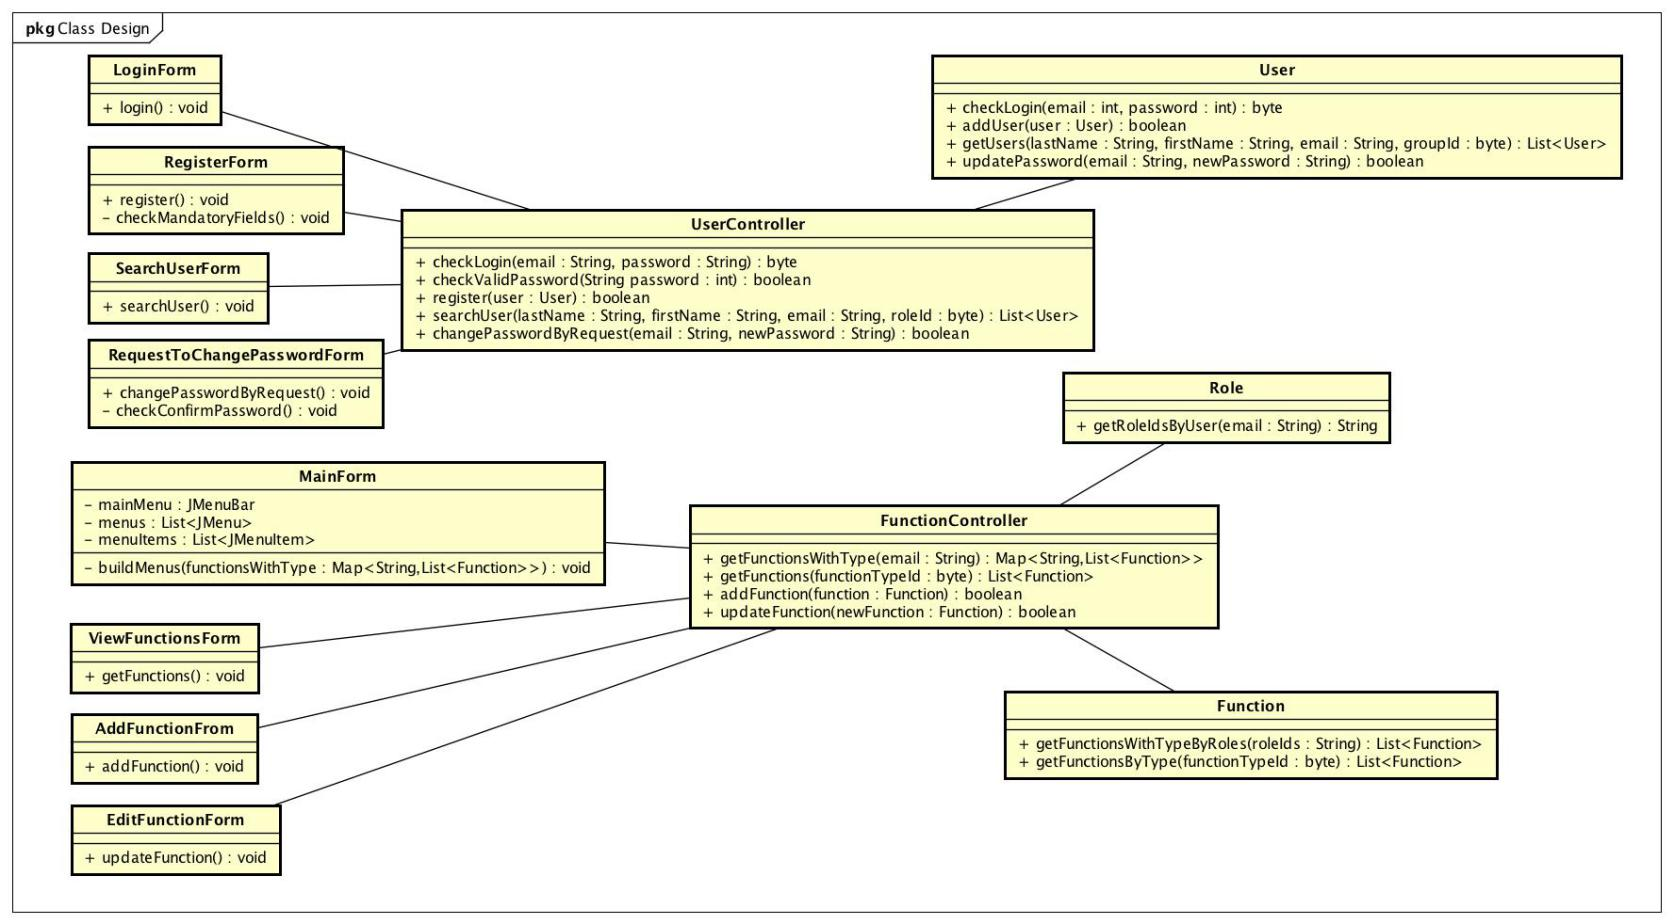 pkg Class Design
LoginForm
+ login() : void
RegisterForm
+ register() : void
– checkMandatoryFields() : void
SearchUserForm
+ searchUser() : void
RequestToChangePasswordForm
+ changePasswordByRequest() : void
– checkConfirmPassword() : void
User
+ checkLogin(email : int, password : int) : byte
+ addUser(user : User) : boolean
+ getUsers(lastName : String, firstName : String, email : String, groupId : byte) : List<User>
+ updatePassword(email : String, newPassword : String) : boolean
UserController
+ checkLogin(email : String, password : String) : byte
+ checkValidPassword(String password : int) : boolean
+ register(user : User) : boolean
+ searchUser(lastName : String, firstName : String, email : String, roleId : byte) : List<User>
+ changePasswordByRequest(email : String, newPassword : String) : boolean
Role
+ getRoleIdsByUser(email : String) : String
MainForm
– mainMenu : JMenuBar
– menus : List<JMenu>
– menuItems : List<JMenuItem>
– buildMenus(functionsWithType : Map<String,List<Function>>) : void
FunctionController
+ getFunctionsWithType(email : String) : Map<String,List<Function>>
+ getFunctions(functionTypeId : byte) : List<Function>
+ addFunction(function : Function) : boolean
+ updateFunction(newFunction : Function) : boolean
ViewFunctionsForm
+ getFunctions() : void
AddFunctionFrom
+ addFunction() : void
EditFunctionForm
+ updateFunction() : void
Function
+ getFunctionsWithTypeByRoles(roleIds : String) : List<Function>
+ getFunctionsByType(functionTypeId : byte) : List<Function>